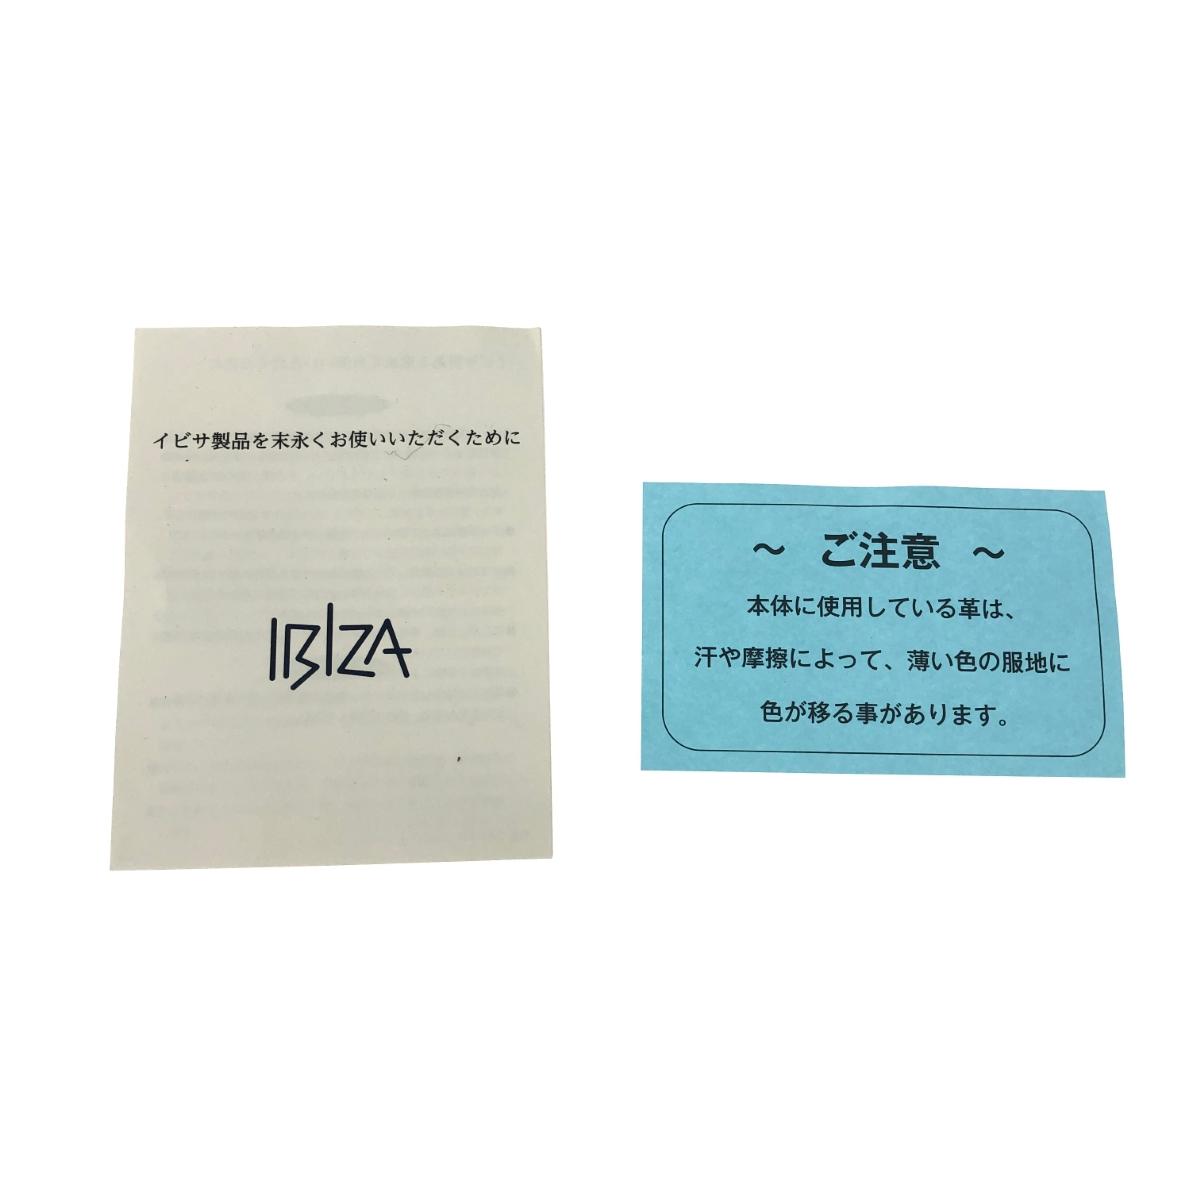 イビサ製品を末永くお使いいただくために
IBIZA
～ ご注意 ～
本体に使用している革は、
汗や摩擦によって、薄い色の服地に
色が移る事があります。